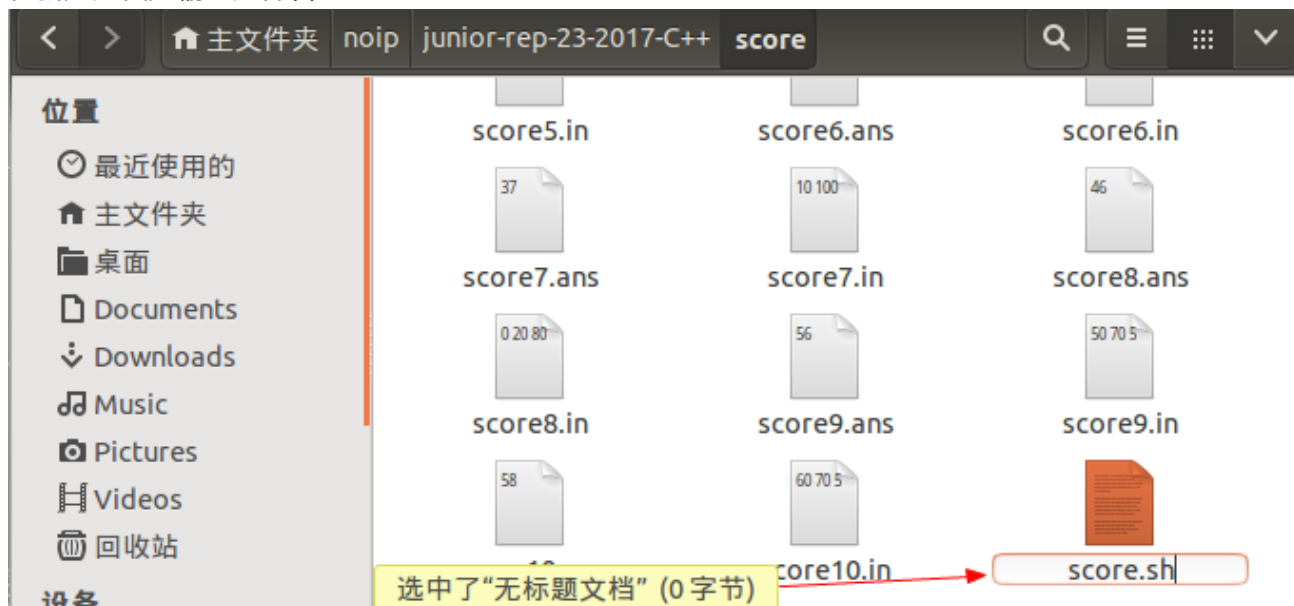 主文件夹 noip junior-rep-23-2017-C++ score
位置
最近使用的
主文件夹
桌面
Documents
Downloads
Music
Pictures
Videos
回收站
设备
score5.in score6.ans score6.in
37 10 100 46
score7.ans score7.in score8.ans
0 20 80 56 50 70 5
score8.in score9.ans score9.in
58 60 70 5
core10.in score.sh
选中了“无标题文档” (0 字节)